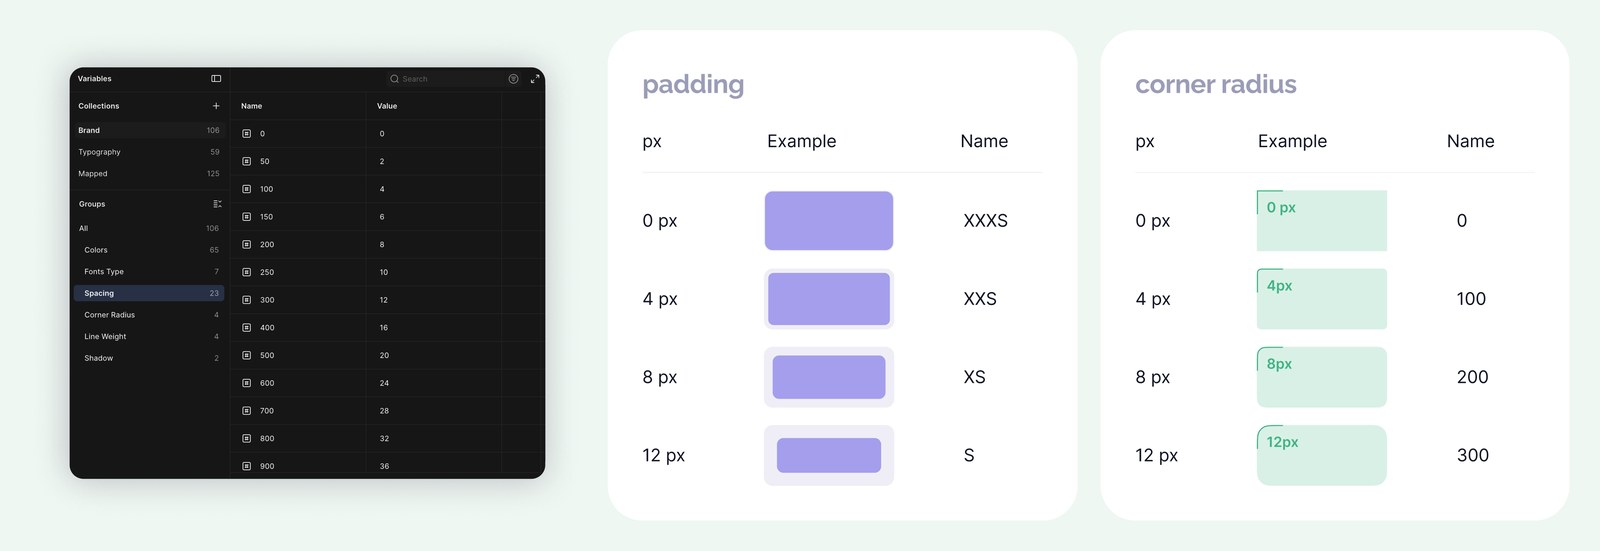 Variables
Search
Collections
Brand 106
Typography 59
Mapped 125
Groups
All 106
Colors 65
Fonts Type 7
Spacing 23
Corner Radius 4
Line Weight 4
Shadow 2
Name Value
0 0
50 2
100 4
150 6
200 8
250 10
300 12
400 16
500 20
600 24
700 28
800 32
900 36
padding
px Example Name
0 px XXXS
4 px XXS
8 px XS
12 px S
corner radius
px Example Name
0 px 0 px 0
4 px 4px 100
8 px 8px 200
12 px 12px 300